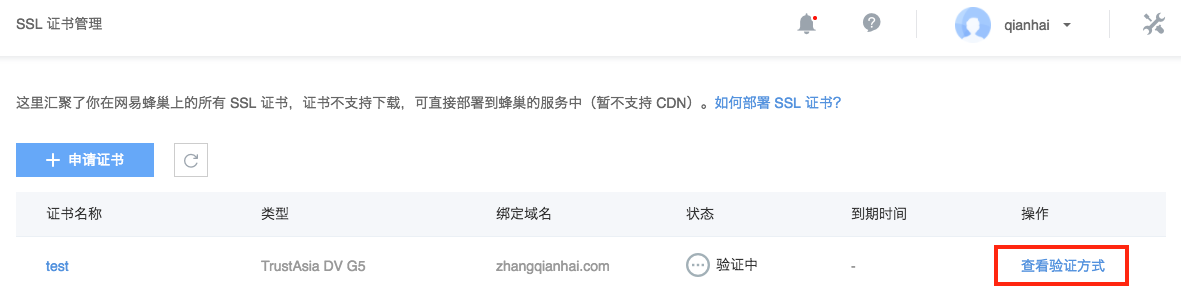 SSL 证书管理
qianhai
这里汇聚了你在网易蜂巢上的所有 SSL 证书，证书不支持下载，可直接部署到蜂巢的服务中（暂不支持 CDN）。如何部署 SSL 证书?
申请证书
证书名称 类型 绑定域名 状态 到期时间 操作
test TrustAsia DV G5 zhangqianhai.com 验证中 - 查看验证方式